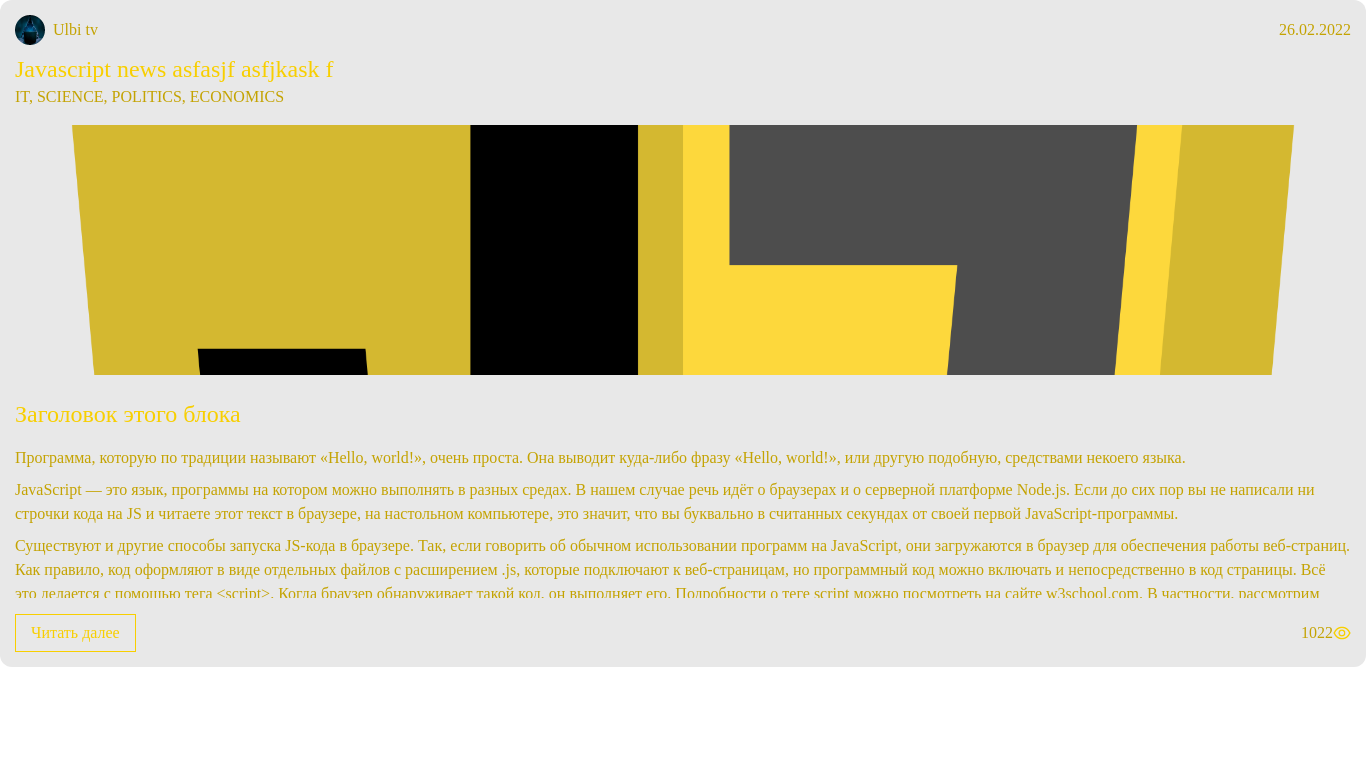 Ulbi tv
26.02.2022
Javascript news asfasjf asfjkask f
IT, SCIENCE, POLITICS, ECONOMICS
Заголовок этого блока
Программа, которую по традиции называют «Hello, world!», очень проста. Она выводит куда-либо фразу «Hello, world!», или другую подобную, средствами некоего языка.
JavaScript — это язык, программы на котором можно выполнять в разных средах. В нашем случае речь идёт о браузерах и о серверной платформе Node.js. Если до сих пор вы не написали ни
строчки кода на JS и читаете этот текст в браузере, на настольном компьютере, это значит, что вы буквально в считанных секундах от своей первой JavaScript-программы.
Существуют и другие способы запуска JS-кода в браузере. Так, если говорить об обычном использовании программ на JavaScript, они загружаются в браузер для обеспечения работы веб-страниц.
Как правило, код оформляют в виде отдельных файлов с расширением .js, которые подключают к веб-страницам, но программный код можно включать и непосредственно в код страницы. Всё
это делается с помощью тега <script>. Когда браузер обнаруживает такой код, он выполняет его. Подробности о теге script можно посмотреть на сайте w3school.com. В частности, рассмотрим
Читать далее
1022